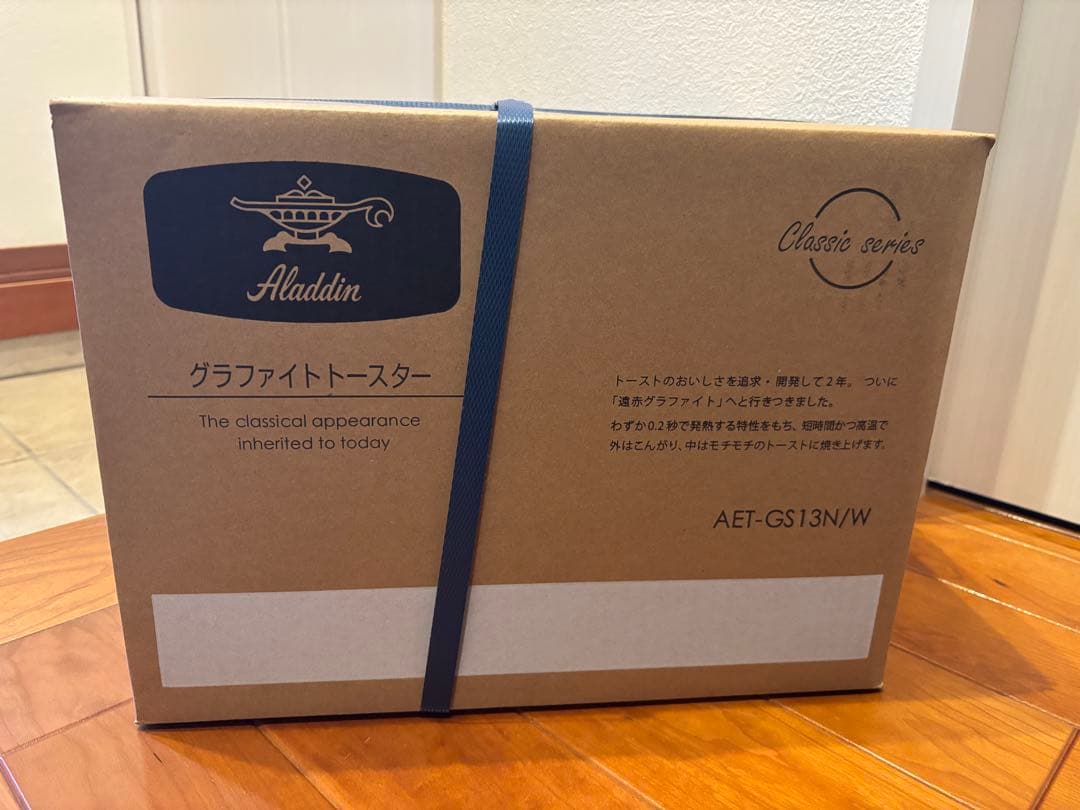 Aladdin
Classic series
グラファイトトースター
The classical appearance
inherited to today
トーストのおいしさを追求・開発して2年。ついに
「遠赤グラファイト」へと行きつきました。
わずか0.2秒で発熱する特性をもち、短時間かつ高温で
外はこんがり、中はモチモチのトーストに焼き上げます。
AET-GS13N/W